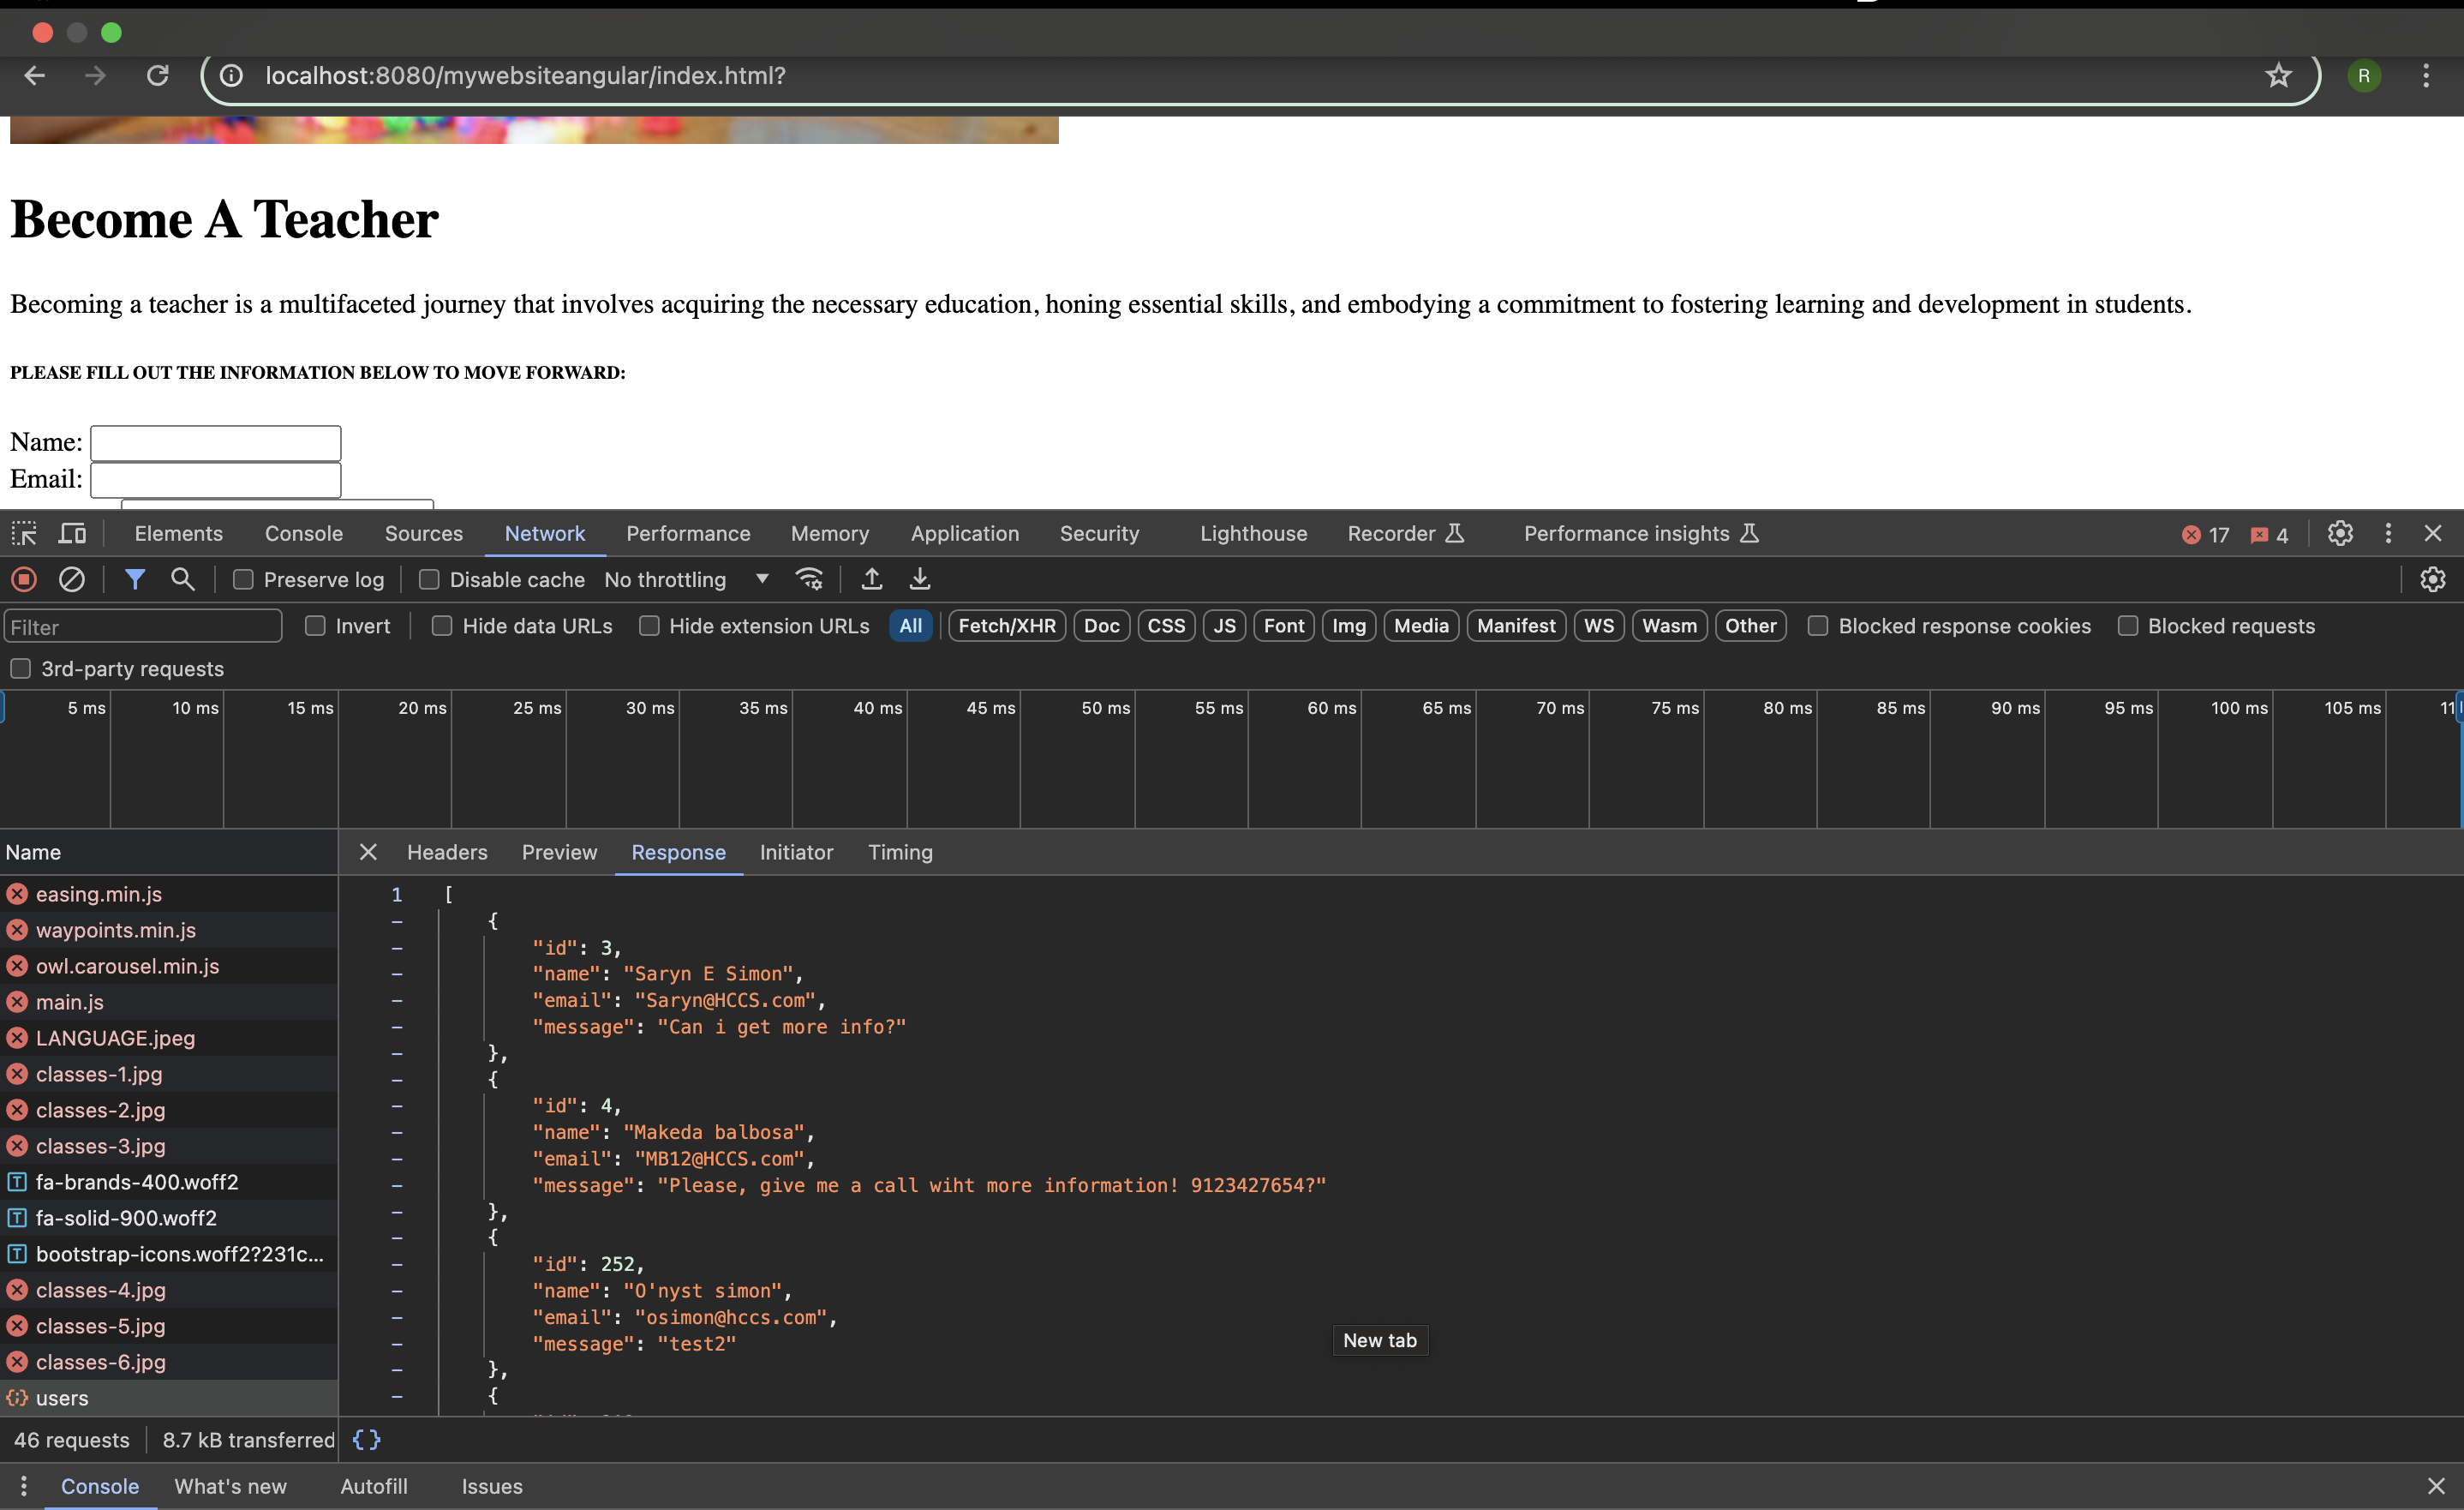 localhost:8080/mywebsiteangular/index.html?
R
Become A Teacher
Becoming a teacher is a multifaceted journey that involves acquiring the necessary education, honing essential skills, and embodying a commitment to fostering learning and development in students.
PLEASE FILL OUT THE INFORMATION BELOW TO MOVE FORWARD:
Name:
Email:
Elements Console Sources Network Performance Memory Application Security Lighthouse Recorder Performance insights 17 4
Preserve log Disable cache No throttling
Filter Invert Hide data URLs Hide extension URLs All Fetch/XHR Doc CSS JS Font Img Media Manifest WS Wasm Other Blocked response cookies Blocked requests
3rd-party requests
5 ms 10 ms 15 ms 20 ms 25 ms 30 ms 35 ms 40 ms 45 ms 50 ms 55 ms 60 ms 65 ms 70 ms 75 ms 80 ms 85 ms 90 ms 95 ms 100 ms 105 ms 11
Name
easing.min.js
waypoints.min.js
owl.carousel.min.js
main.js
LANGUAGE.jpeg
classes-1.jpg
classes-2.jpg
classes-3.jpg
fa-brands-400.woff2
fa-solid-900.woff2
bootstrap-icons.woff2?231c...
classes-4.jpg
classes-5.jpg
classes-6.jpg
{;} users
46 requests 8.7 kB transferred
Headers Preview Response Initiator Timing
1 [
- {
- "id": 3,
- "name": "Saryn E Simon",
- "email": "Saryn@HCCS.com",
- "message": "Can i get more info?"
- },
- {
- "id": 4,
- "name": "Makeda balbosa",
- "email": "MB12@HCCS.com",
- "message": "Please, give me a call wiht more information! 9123427654?"
- },
- {
- "id": 252,
- "name": "O'nyst simon",
- "email": "osimon@hccs.com",
- "message": "test2"
- },
- {
New tab
{ }
Console What's new Autofill Issues